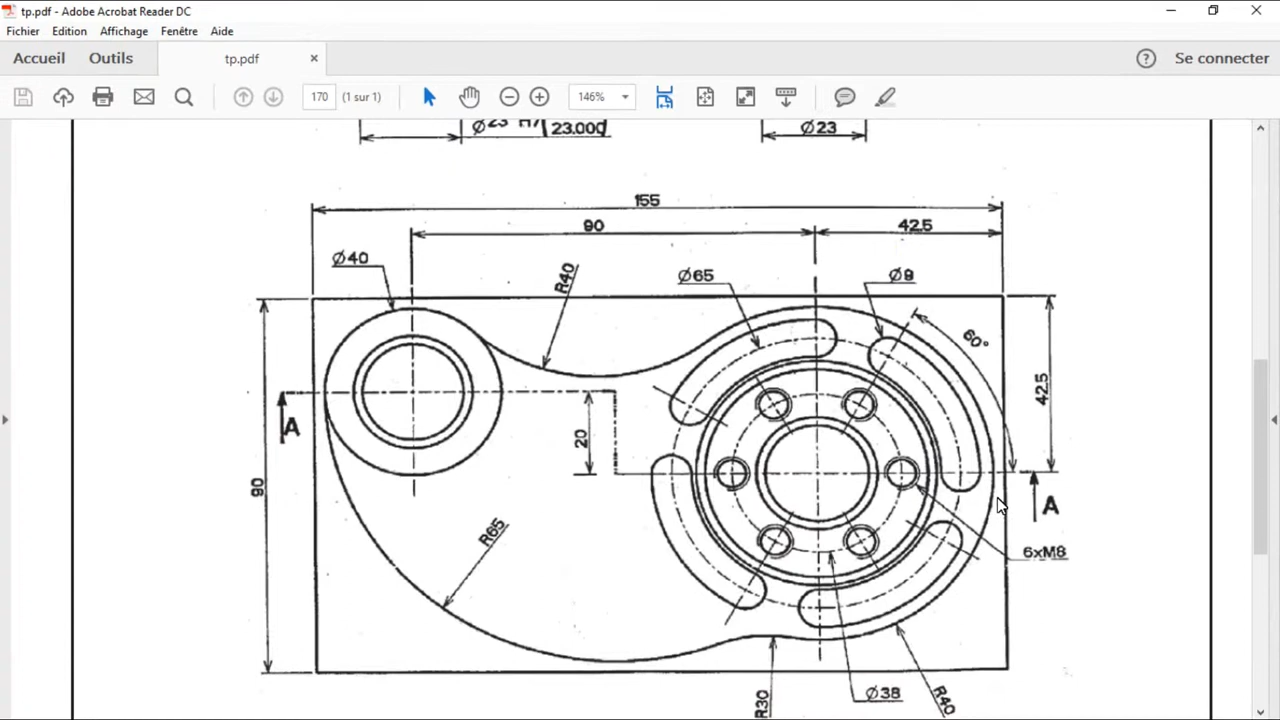 tp.pdf - Adobe Acrobat Reader DC
Fichier Edition Affichage Fenêtre Aide
Accueil Outils tp.pdf × ? Se connecter
170 (1 sur 1) 146%
Ø23 H7 23.000 Ø23
155
90 42.5
Ø40 R40 Ø65 Ø9
60°
42.5
A 20
90 A
R65
6xM8
R30 Ø38 R40